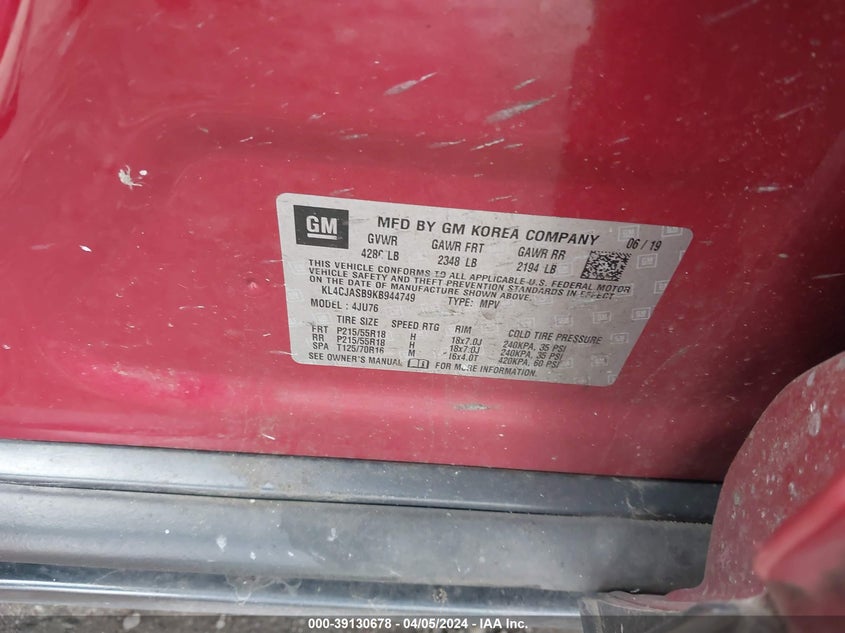 GM MFD BY GM KOREA COMPANY 06 / 19
GVWR GAWR FRT GAWR RR
LB 2348 LB 2194 LB
THIS VEHICLE CONFORMS TO ALL APPLICABLE U.S. FEDERAL MOTOR
VEHICLE SAFETY AND THEFT PREVENTION STANDARDS IN EFFECT
ON THE DATE OF MANUFACTURE SHOWN ABOVE.
KL4CJASB9KB944749 TYPE: MPV
MODEL : 4JU76
TIRE SIZE SPEED RTG RIM COLD TIRE PRESSURE
FRT P215/55R18 H 18x7.0J 240KPA, 35 PSI
RR P215/55R18 H 18x7.0J 240KPA, 35 PSI
SPA T125/70R16 M 16x4.0T 420KPA, 60 PSI
SEE OWNER'S MANUAL FOR MORE INFORMATION.
000-39130678 - 04/05/2024 - IAA Inc.